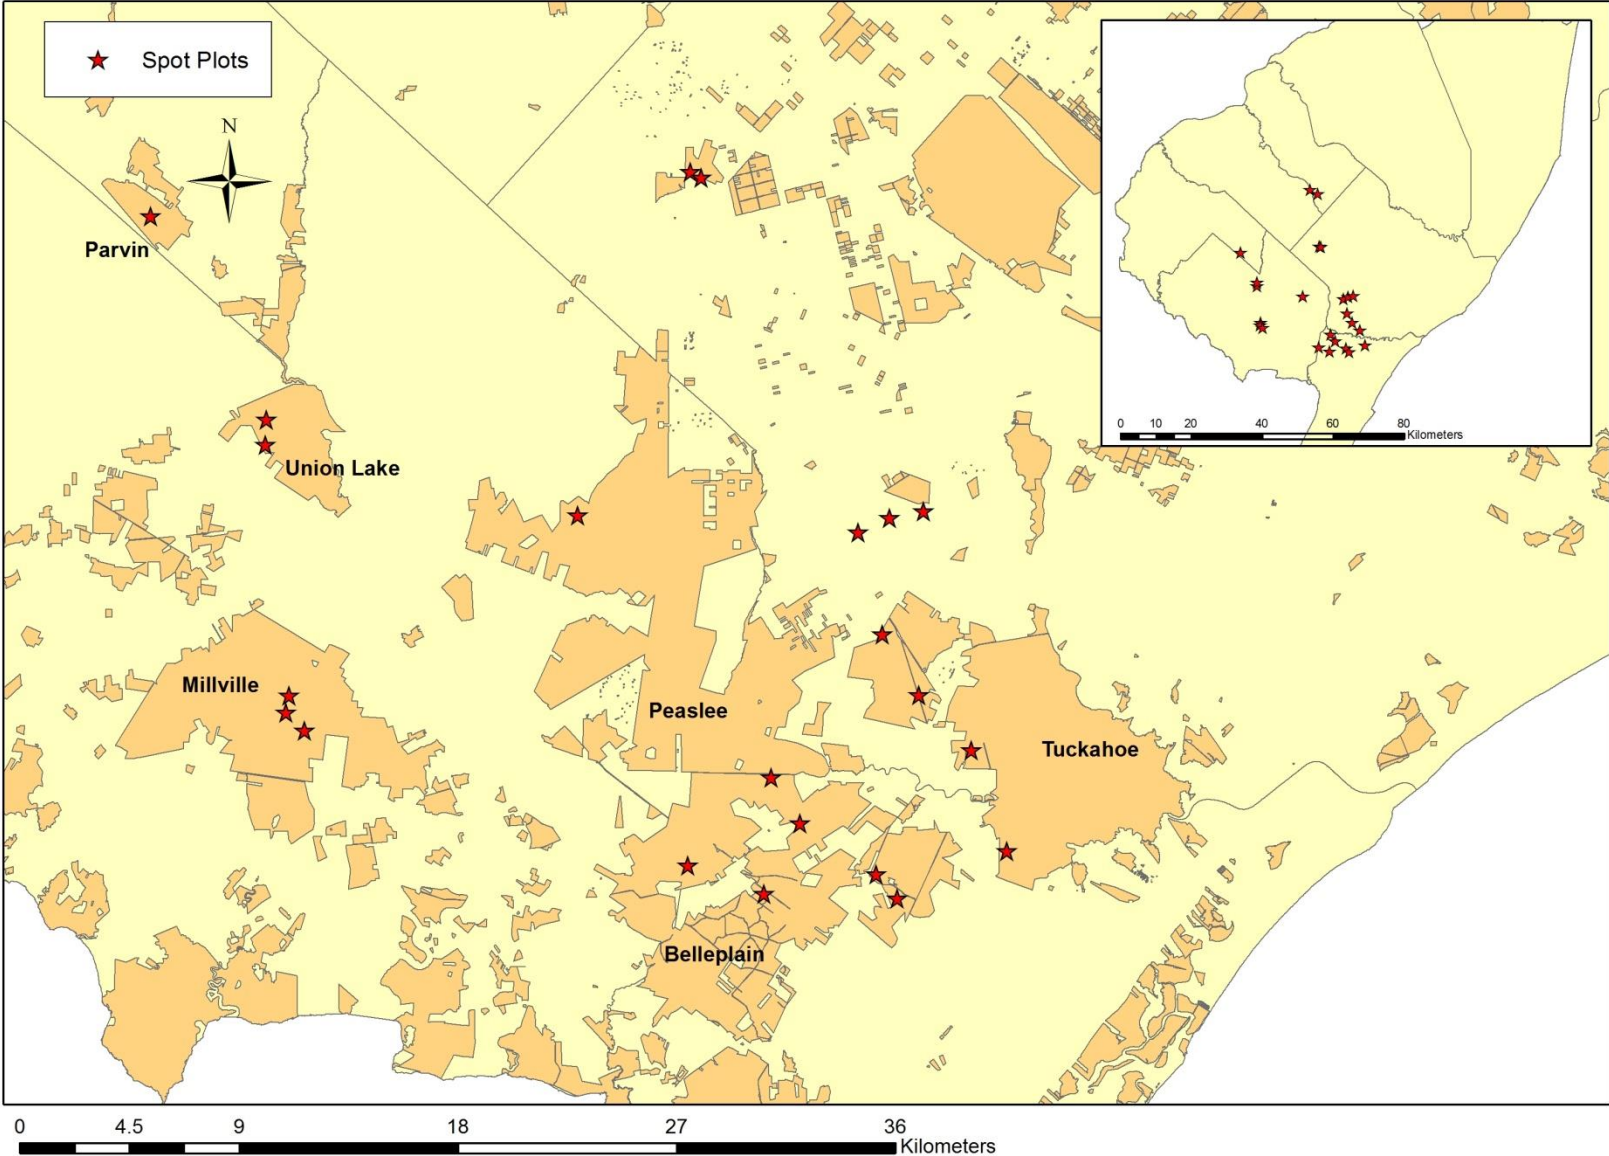 Spot Plots
N
Parvin
Union Lake
Millville
Peaslee
Tuckahoe
Belleplain
0 10 20 40 60 80
Kilometers
0 4.5 9 18 27 36
Kilometers